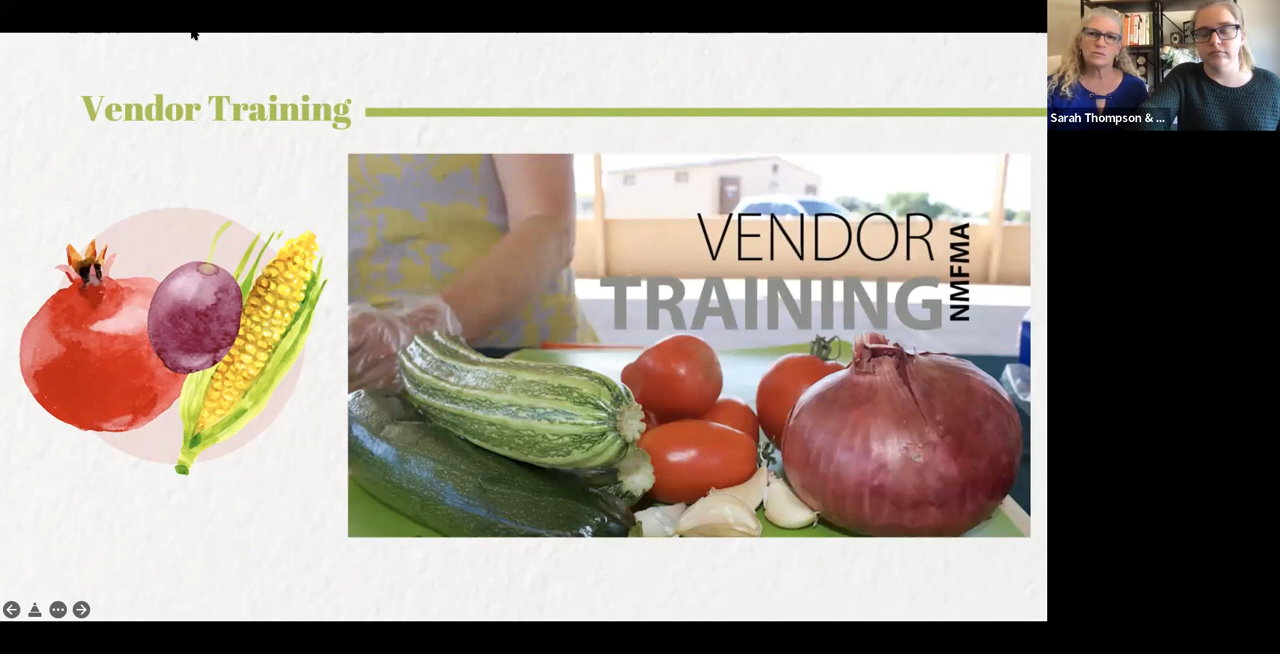 Vendor Training
VENDOR
TRAINING
NMFMA
Sarah Thompson & ...